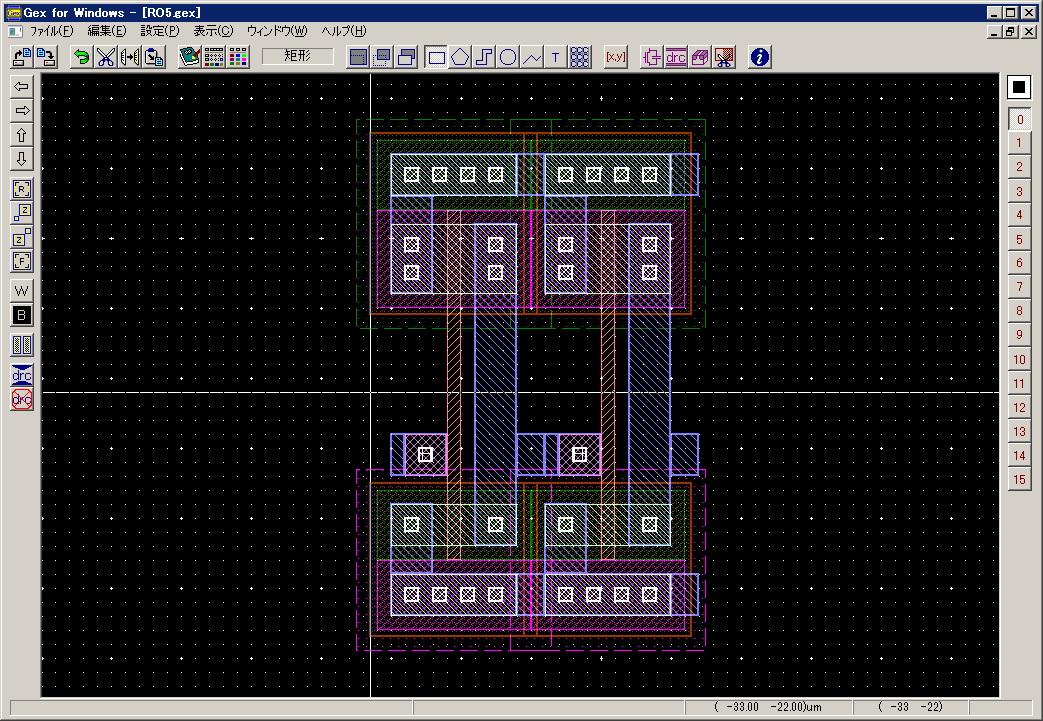 Gex for Windows - [RO5.gex]
ファイル(F) 編集(E) 設定(P) 表示(C) ウィンドウ(W) ヘルプ(H)
矩形 T [x,y] drc i
0
1
2
3
4
5
6
7
8
9
10
11
12
13
14
15
R
Z
Z
F
W
B
drc
drc
( -33.00 -22.00)um ( -33 -22)